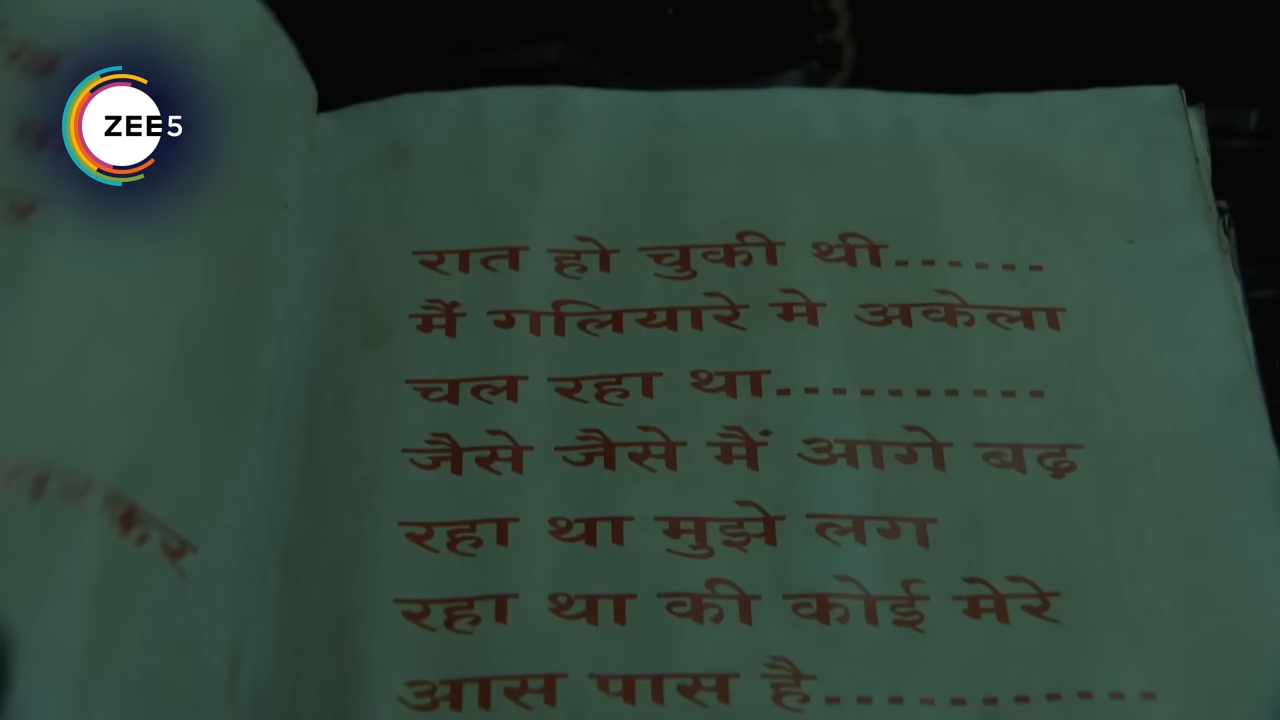 ZEE5
रात हो चुकी थी......
मैं गलियारे मे अकेला
चल रहा था..........
जैसे जैसे मैं आगे बढ़
रहा था मुझे लग
रहा था की कोई मेरे
आस पास है...........